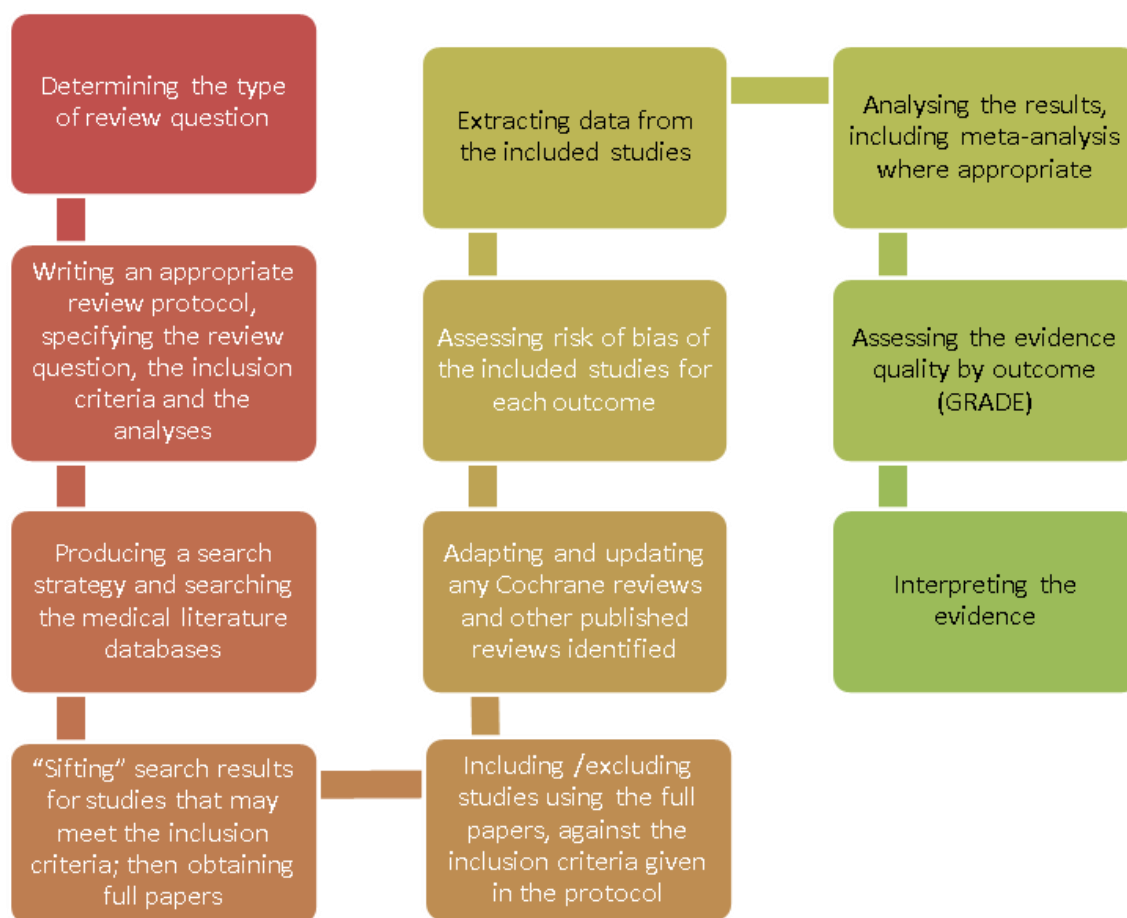 Determining the type
of review question
Writing an appropriate
review protocol,
specifying the review
question, the inclusion
criteria and the
analyses
Producing a search
strategy and searching
the medical literature
databases
“Sifting” search results
for studies that may
meet the inclusion
criteria; then obtaining
full papers
Including /excluding
studies using the full
papers, against the
inclusion criteria given
in the protocol
Adapting and updating
any Cochrane reviews
and other published
reviews identified
Assessing risk of bias of
the included studies for
each outcome
Extracting data from
the included studies
Analysing the results,
including meta-analysis
where appropriate
Assessing the evidence
quality by outcome
(GRADE)
Interpreting the
evidence